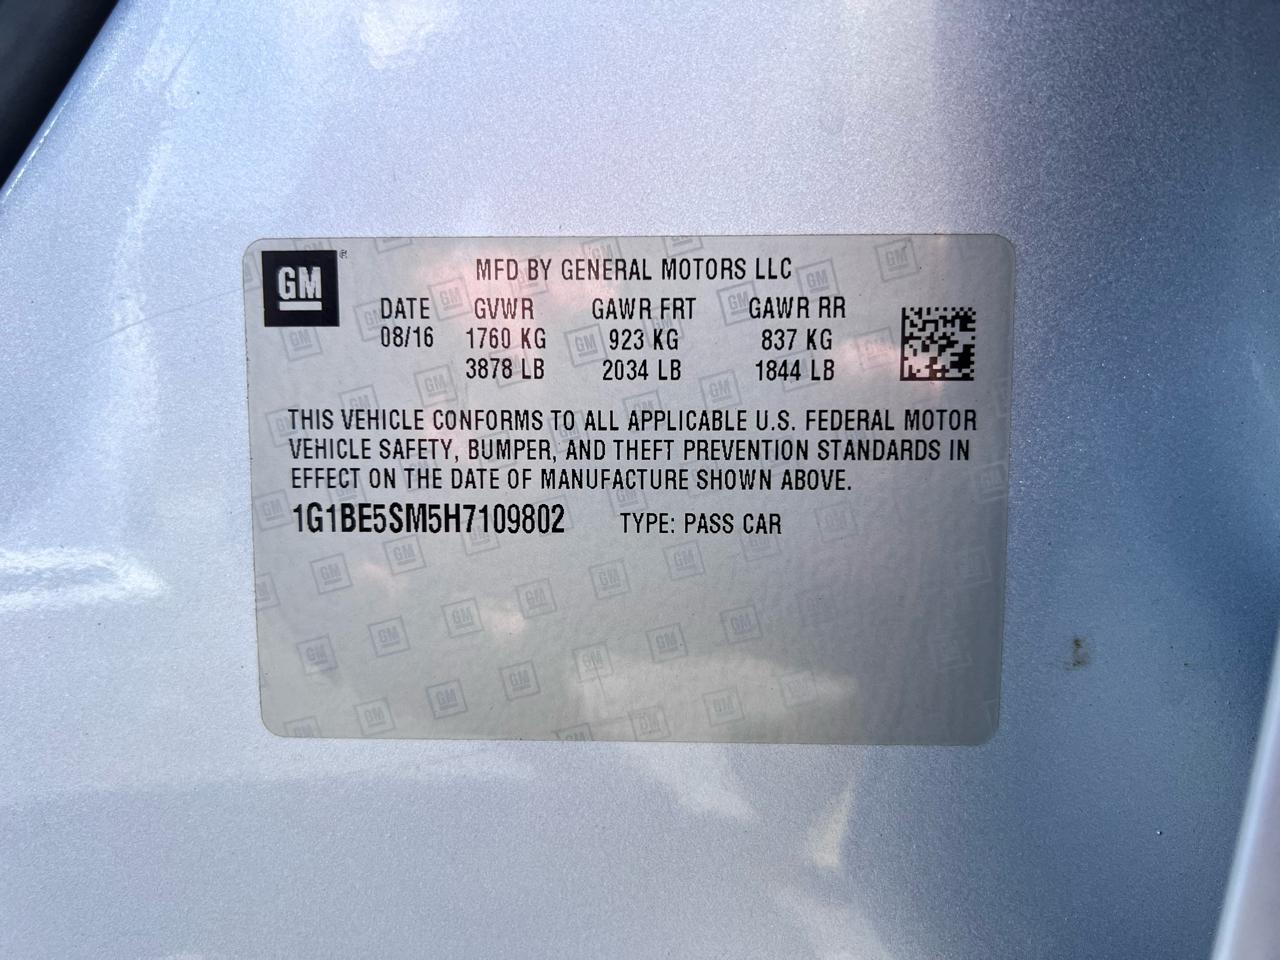 GM ®
MFD BY GENERAL MOTORS LLC
DATE GVWR GAWR FRT GAWR RR
08/16 1760 KG 923 KG 837 KG
3878 LB 2034 LB 1844 LB
THIS VEHICLE CONFORMS TO ALL APPLICABLE U.S. FEDERAL MOTOR
VEHICLE SAFETY, BUMPER, AND THEFT PREVENTION STANDARDS IN
EFFECT ON THE DATE OF MANUFACTURE SHOWN ABOVE.
1G1BE5SM5H7109802 TYPE: PASS CAR